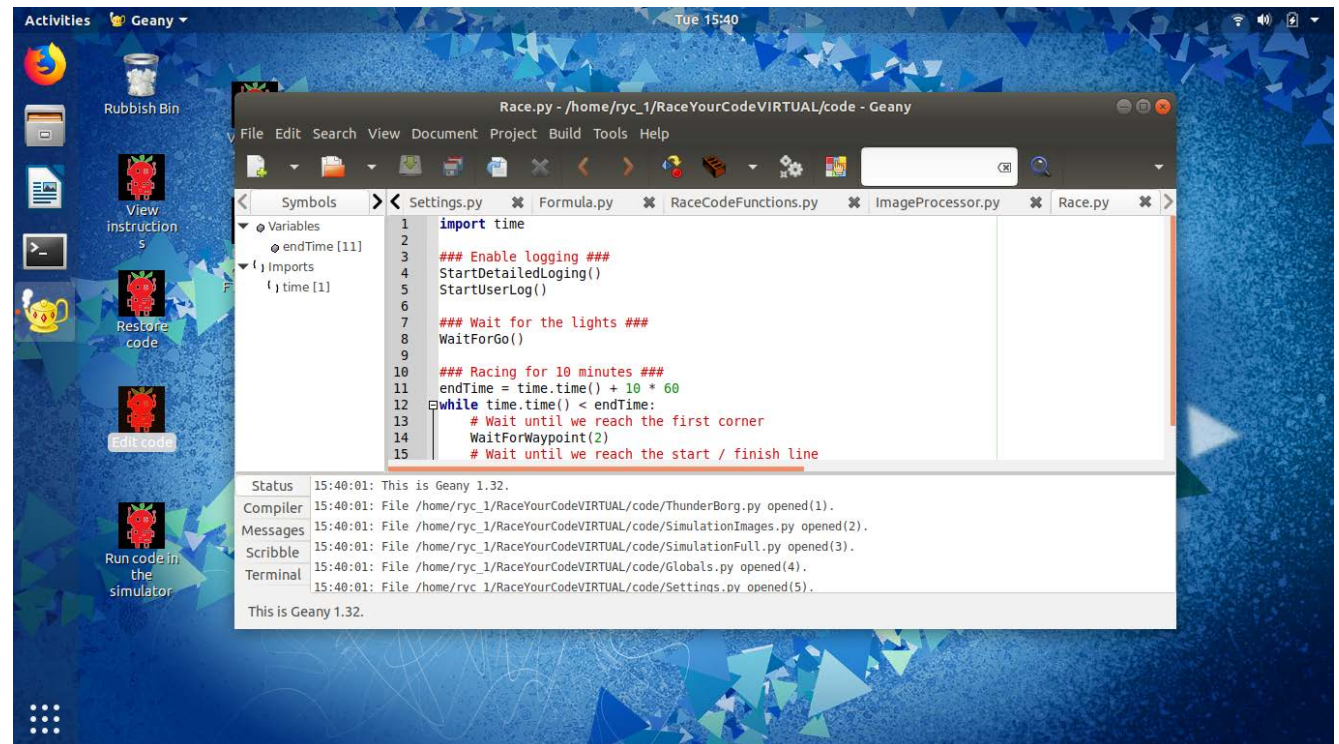 Activities Geany Tue 15:40
Rubbish Bin
View
instruction
s
Restore
code
Edit code
Run code in
the
simulator
Race.py - /home/ryc_1/RaceYourCodeVIRTUAL/code - Geany
File Edit Search View Document Project Build Tools Help
Symbols Settings.py Formula.py RaceCodeFunctions.py ImageProcessor.py Race.py
Variables
endTime [11]
Imports
time [1]
1 import time
2
3 ### Enable logging ###
4 StartDetailedLoging()
5 StartUserLog()
6
7 ### Wait for the lights ###
8 WaitForGo()
9
10 ### Racing for 10 minutes ###
11 endTime = time.time() + 10 * 60
12 while time.time() < endTime:
13 # Wait until we reach the first corner
14 WaitForWaypoint(2)
15 # Wait until we reach the start / finish line
Status
Compiler
Messages
Scribble
Terminal
15:40:01: This is Geany 1.32.
15:40:01: File /home/ryc_1/RaceYourCodeVIRTUAL/code/ThunderBorg.py opened(1).
15:40:01: File /home/ryc_1/RaceYourCodeVIRTUAL/code/SimulationImages.py opened(2).
15:40:01: File /home/ryc_1/RaceYourCodeVIRTUAL/code/SimulationFull.py opened(3).
15:40:01: File /home/ryc_1/RaceYourCodeVIRTUAL/code/Globals.py opened(4).
15:40:01: File /home/ryc_1/RaceYourCodeVIRTUAL/code/Settings.py opened(5).
This is Geany 1.32.